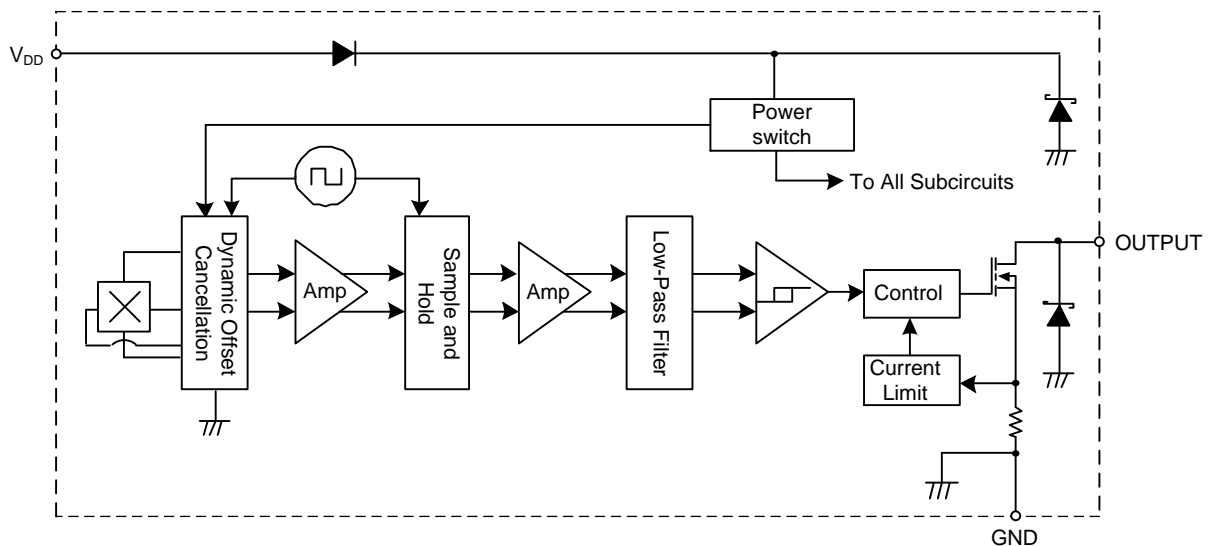 VDD
Power
switch
To All Subcircuits
Dynamic Offset
Cancellation
Amp
Sample and
Hold
Amp
Low-Pass Filter
Control
Current
Limit
OUTPUT
GND